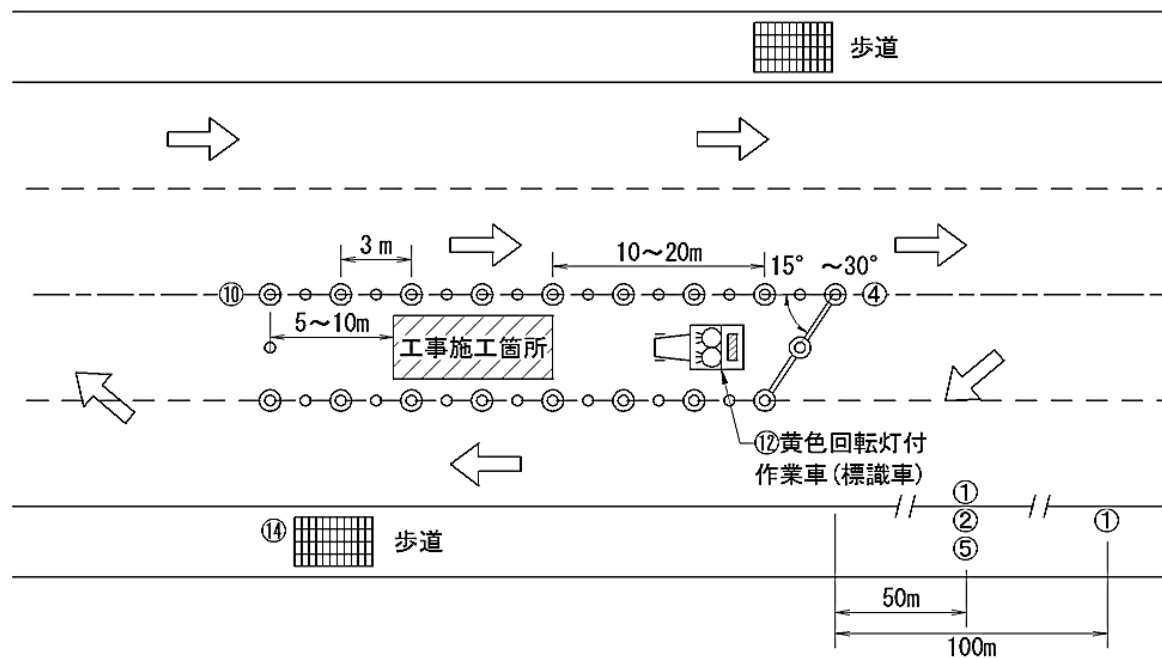 歩道
3 m
10～20m
15° ～30°
⑩
④
5～10m
工事施工箇所
⑫黄色回転灯付
作業車(標識車)
⑭
歩道
①
②
⑤
①
50m
100m